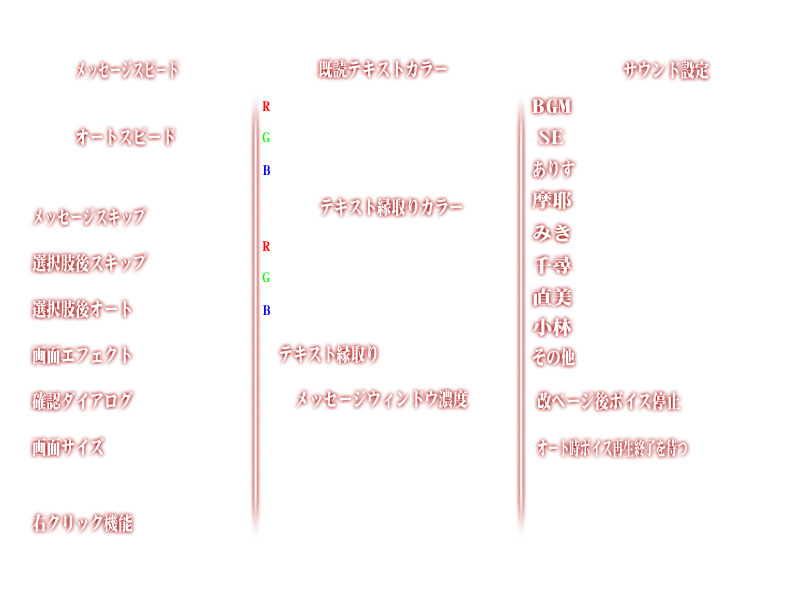 メッセージスピード
オートスピード
メッセージスキップ
選択肢後スキップ
選択肢後オート
画面エフェクト
確認ダイアログ
画面サイズ
右クリック機能
既読テキストカラー
R
G
B
テキスト縁取りカラー
R
G
B
テキスト縁取り
メッセージウィンドウ濃度
サウンド設定
BGM
SE
ありす
摩耶
みき
千尋
直美
小林
その他
改ページ後ボイス停止
オート時ボイス再生終了を待つ